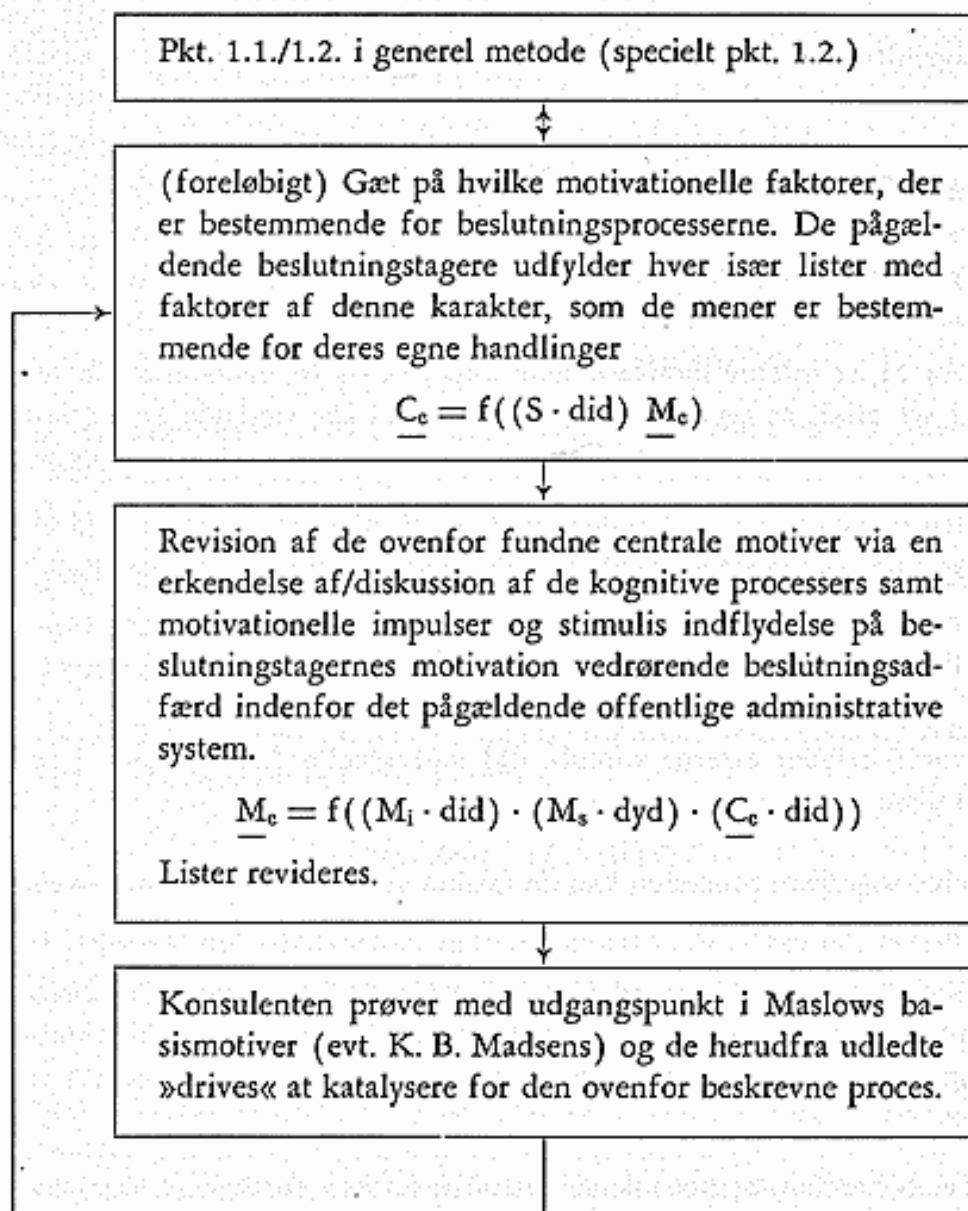 Pkt. 1.1./1.2. i generel metode (specielt pkt. 1.2.)
(foreløbigt) Gæt på hvilke motivationelle faktorer, der
er bestemmende for beslutningsprocesserne. De pågæl-
dende beslutningstagere udfylder hver især lister med
faktorer af denne karakter, som de mener er bestem-
mende for deres egne handlinger
C_c = f((S · did) M_c)
Revision af de ovenfor fundne centrale motiver via en
erkendelse af/diskussion af de kognitive processers samt
motivationelle impulser og stimulis indflydelse på be-
slutningstagernes motivation vedrørende beslutningsad-
færd indenfor det pågældende offentlige administrative
system.
M_c = f((M_i · did) · (M_s · dyd) · (C_c · did))
Lister revideres.
Konsulenten prøver med udgangspunkt i Maslows ba-
sismotiver (evt. K. B. Madsens) og de herudfra udledte
»drives« at katalysere for den ovenfor beskrevne proces.